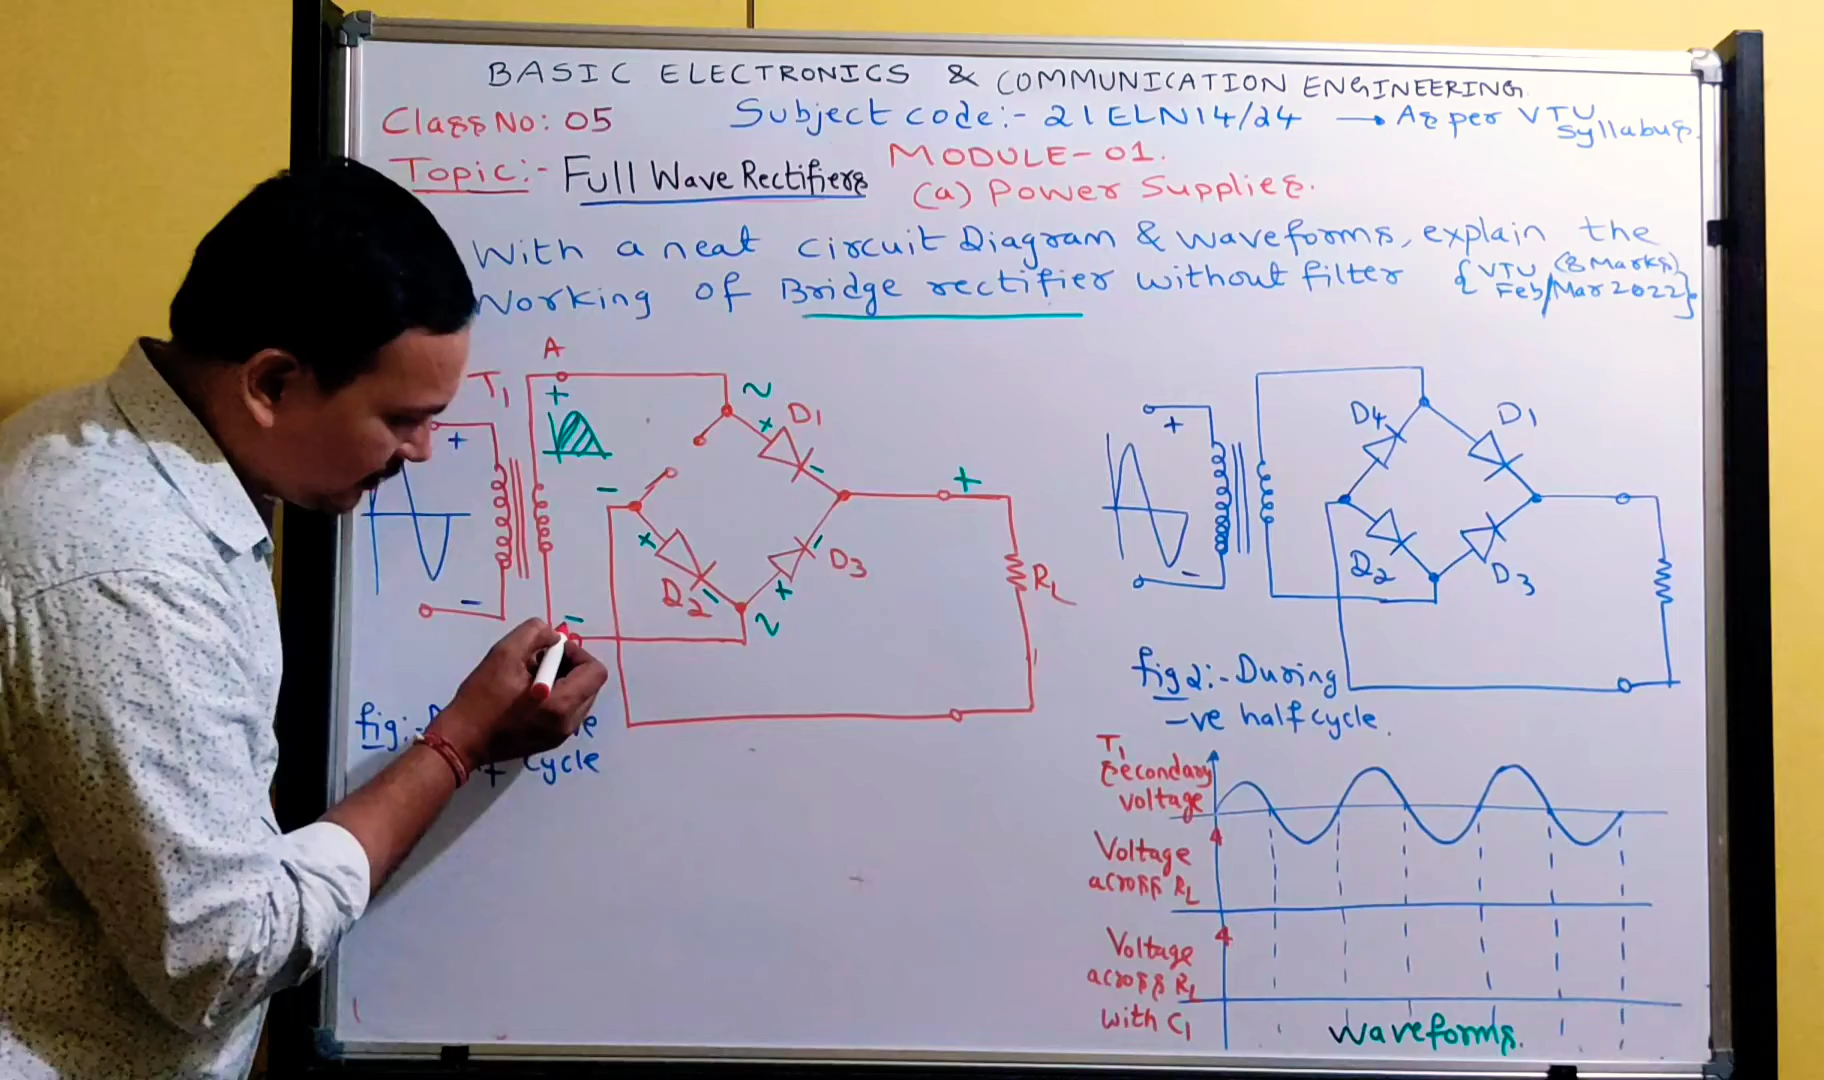 BASIC ELECTRONICS & COMMUNICATION ENGINEERING
Class No: 05 Subject code:- 21ELN14/24 → As per VTU Syllabus.
Topic:- Full Wave Rectifiers MODULE-01.
(a) Power Supplies.
With a neat circuit Diagram & waveforms, explain the
Working of Bridge rectifier without filter {VTU (8 Marks) Feb/Mar 2022}
A
T1
+
~
+
D1
-
+
-
+
-
+
-
D3
RL
D2
-
+
-
-
~
fig:-
cycle
+
-
D4
D1
D2
D3
fig 2:- During
-ve half cycle.
T1
Secondary
voltage
Voltage
across RL
Voltage
across RL
with C1
Waveforms.